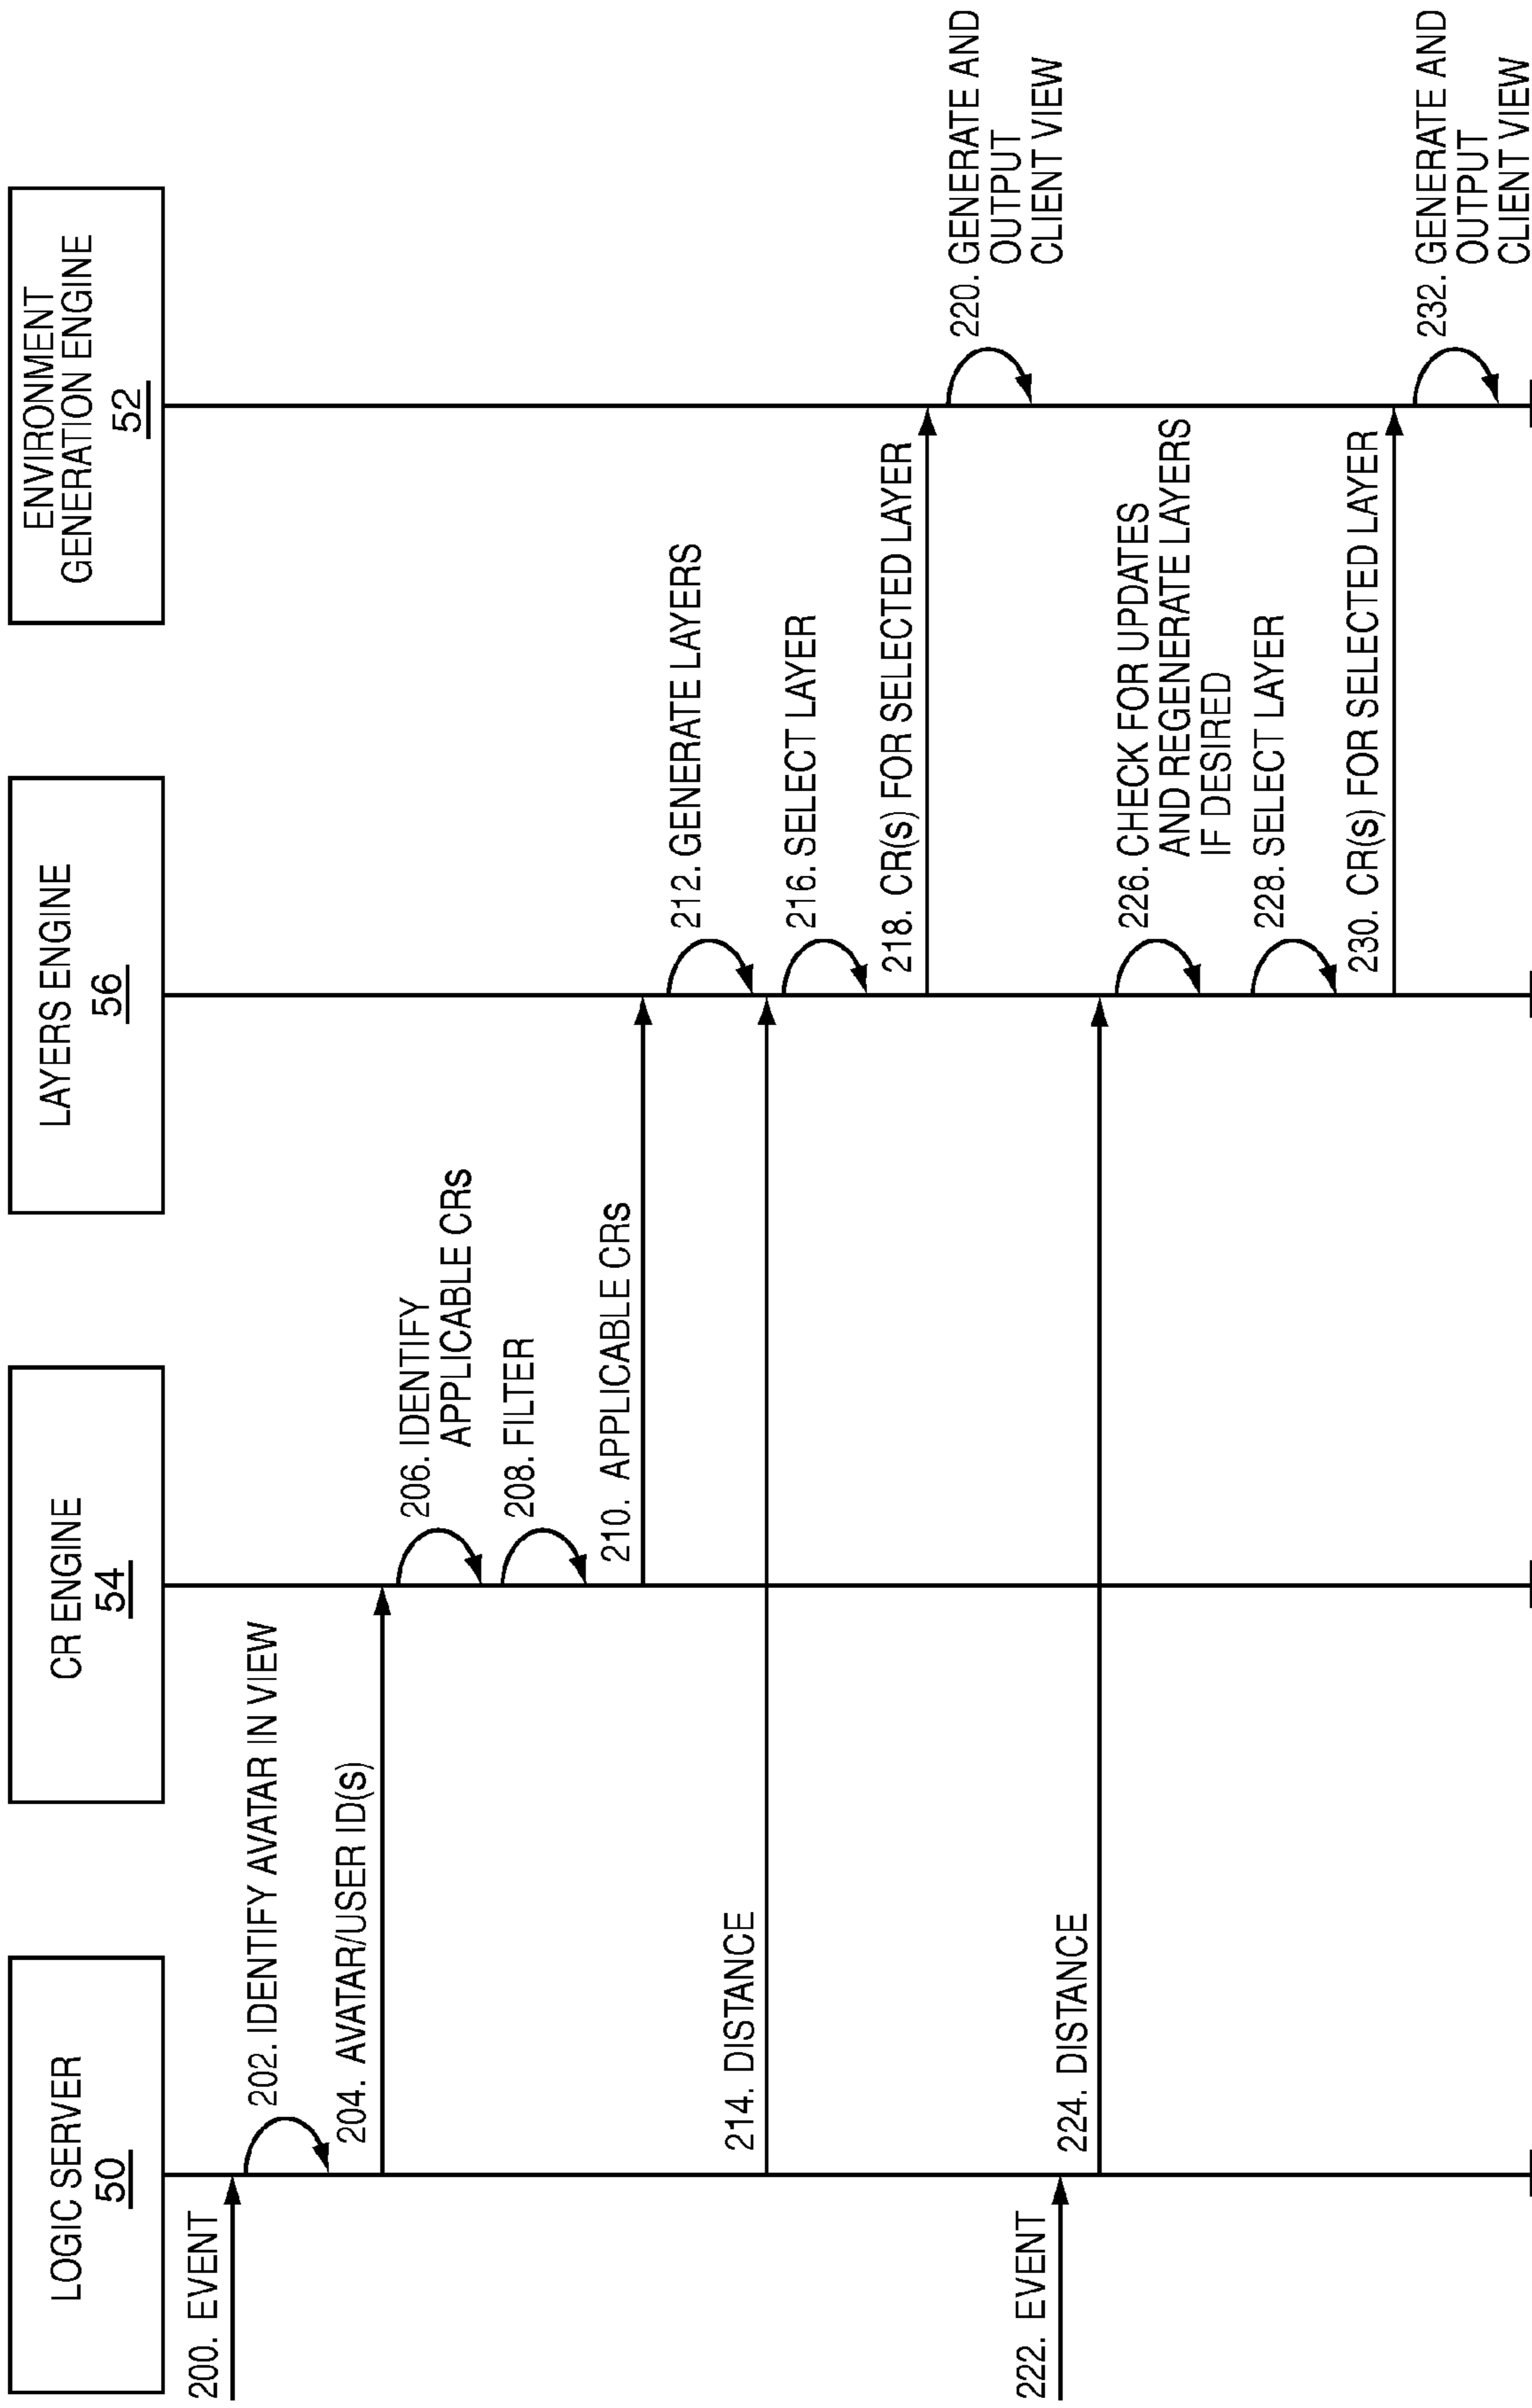 LOGIC SERVER
50
CR ENGINE
54
LAYERS ENGINE
56
ENVIRONMENT
GENERATION ENGINE
52
200. EVENT
202. IDENTIFY AVATAR IN VIEW
204. AVATAR/USER ID(s)
206. IDENTIFY
APPLICABLE CRs
208. FILTER
210. APPLICABLE CRs
212. GENERATE LAYERS
214. DISTANCE
216. SELECT LAYER
218. CR(s) FOR SELECTED LAYER
220. GENERATE AND
OUTPUT
CLIENT VIEW
222. EVENT
224. DISTANCE
226. CHECK FOR UPDATES
AND REGENERATE LAYERS
IF DESIRED
228. SELECT LAYER
230. CR(s) FOR SELECTED LAYER
232. GENERATE AND
OUTPUT
CLIENT VIEW